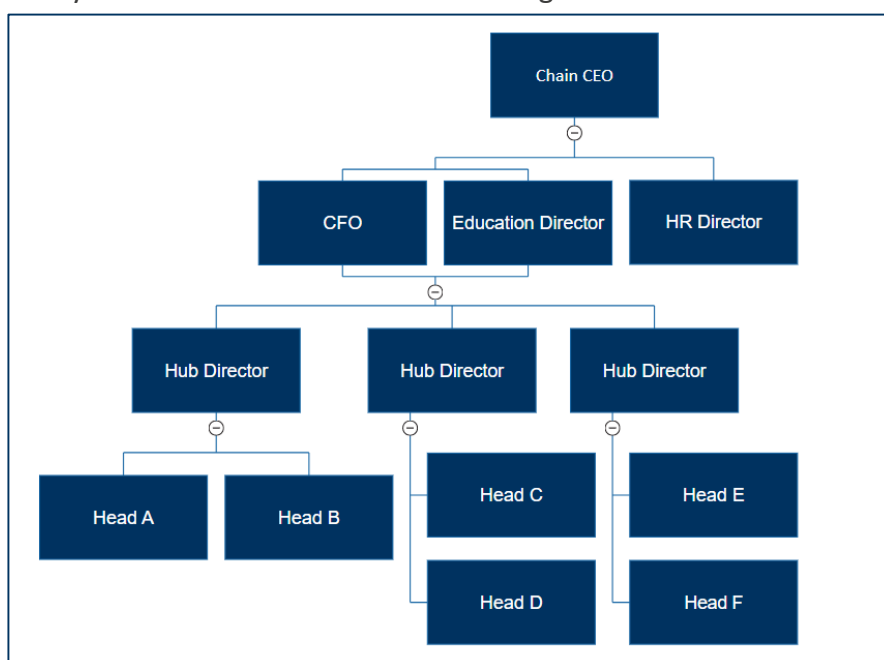 Chain CEO
CFO
Education Director
HR Director
Hub Director
Hub Director
Hub Director
Head A
Head B
Head C
Head E
Head D
Head F